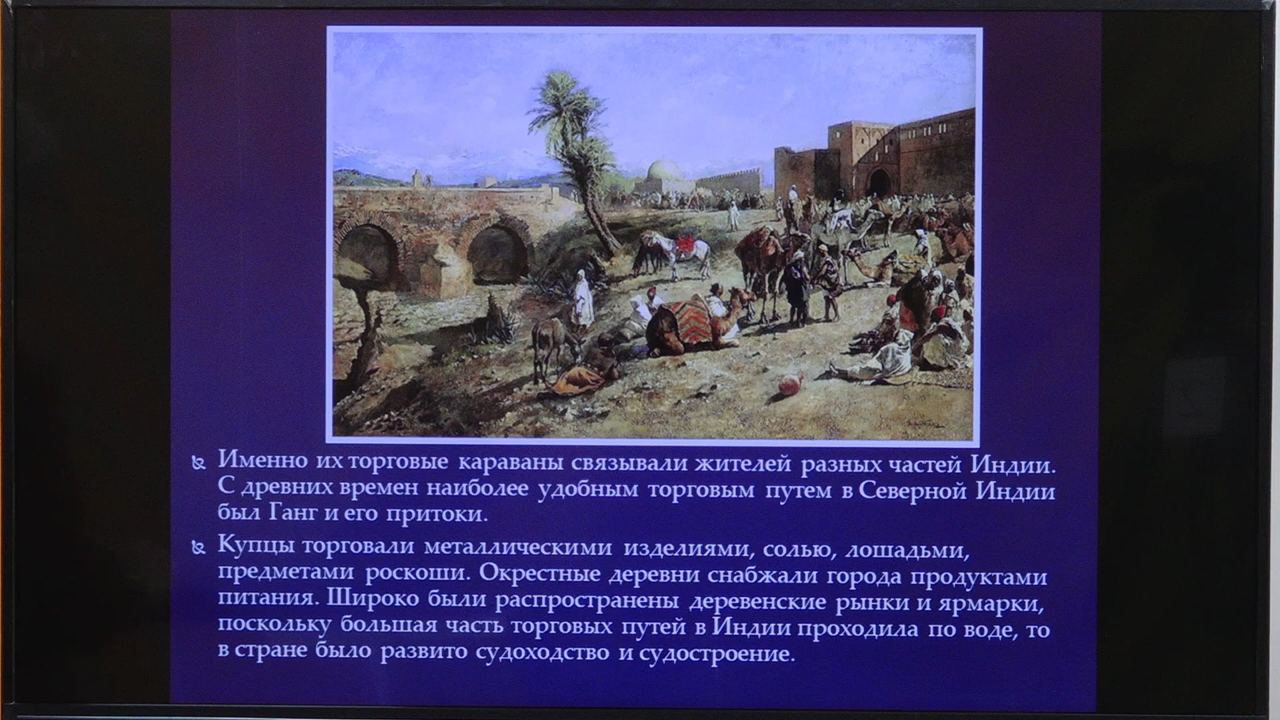 Именно их торговые караваны связывали жителей разных частей Индии.
С древних времен наиболее удобным торговым путем в Северной Индии
был Ганг и его притоки.
Купцы торговали металлическими изделиями, солью, лошадьми,
предметами роскоши. Окрестные деревни снабжали города продуктами
питания. Широко были распространены деревенские рынки и ярмарки,
поскольку большая часть торговых путей в Индии проходила по воде, то
в стране было развито судоходство и судостроение.